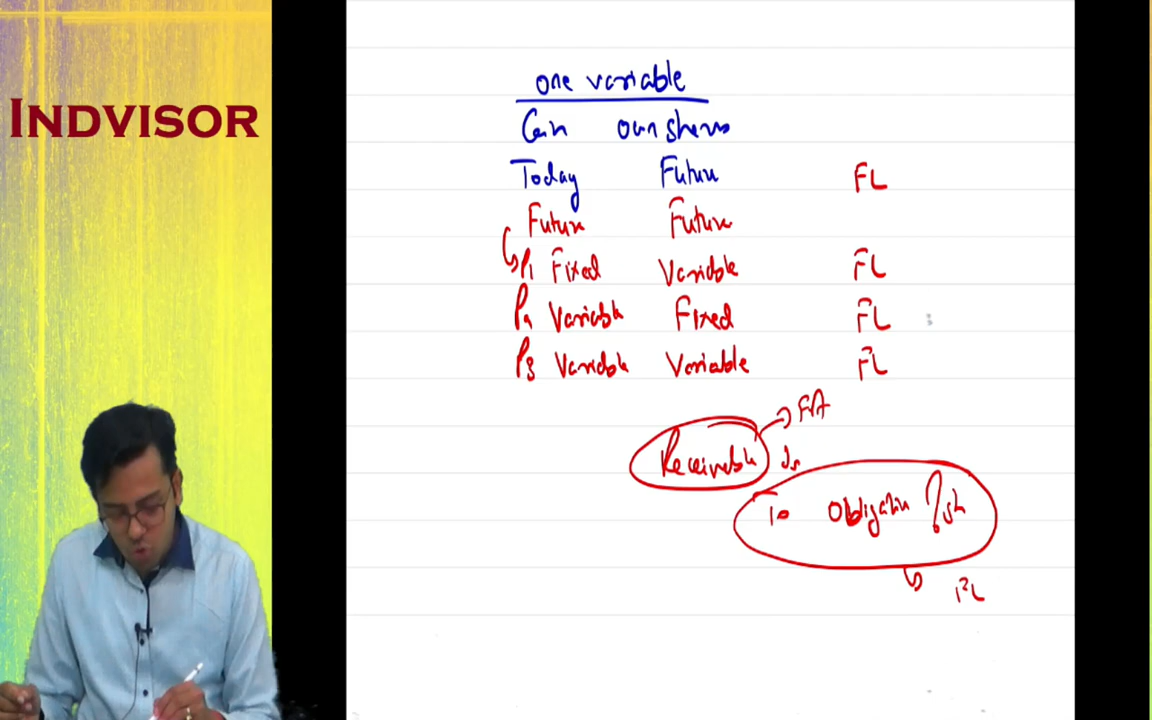 INDVISOR
one variable
Cash own shares
Today Future FL
Future Future
P1 Fixed Variable FL
P2 Variable Fixed FL
P3 Variable Variable FL
FA
Receivable Dr
To Obligation
FL